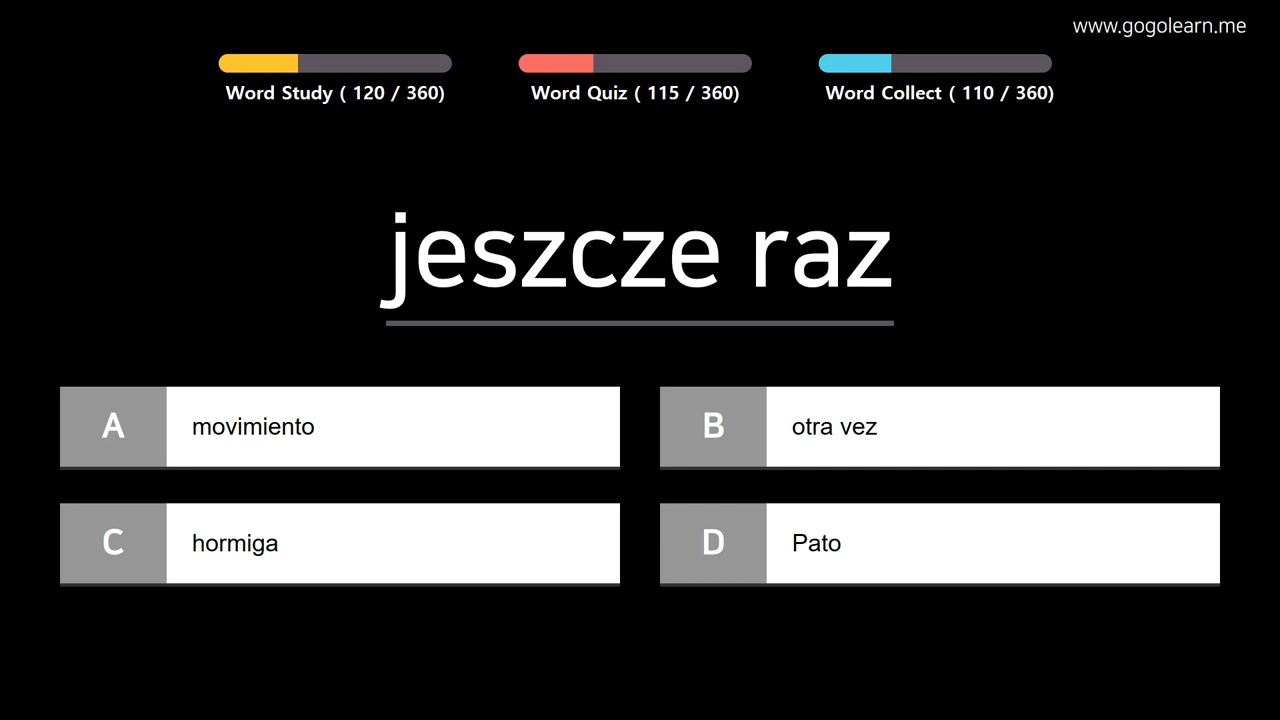 www.gogolearn.me
Word Study ( 120 / 360)
Word Quiz ( 115 / 360)
Word Collect ( 110 / 360)
jeszcze raz
A movimiento
B otra vez
C hormiga
D Pato